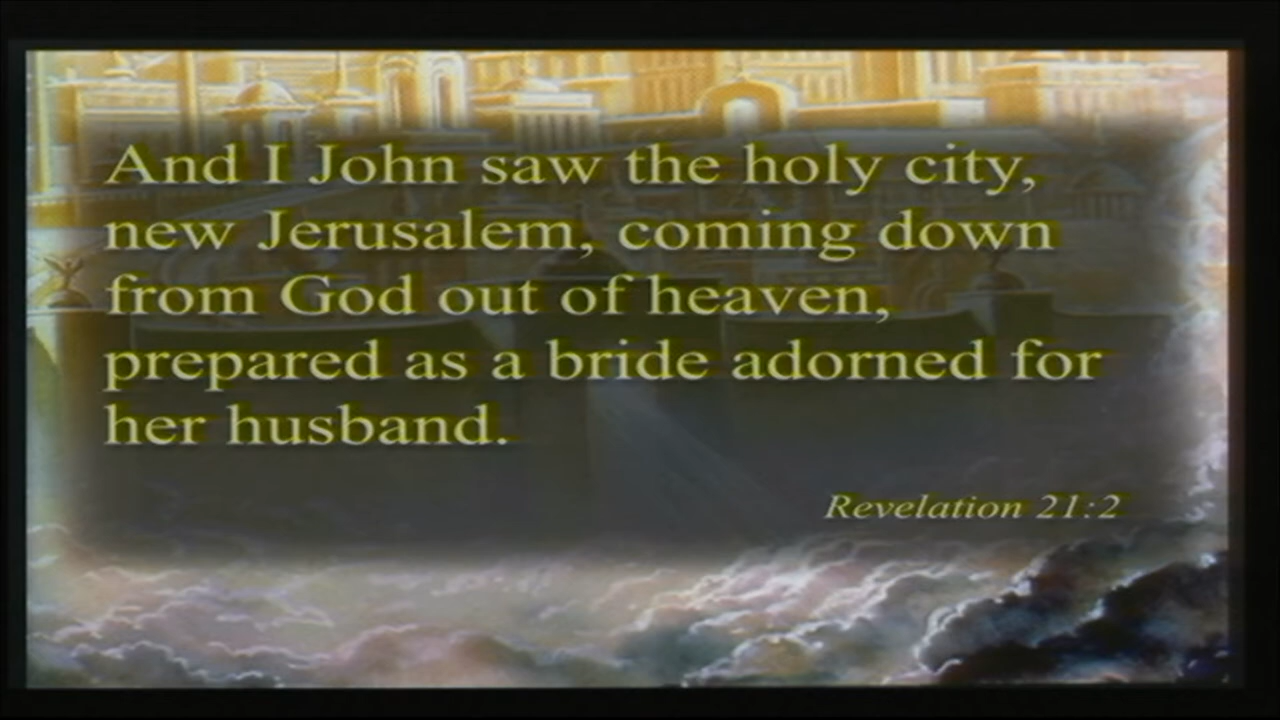 And I John saw the holy city,
new Jerusalem, coming down
from God out of heaven,
prepared as a bride adorned for
her husband.
Revelation 21:2